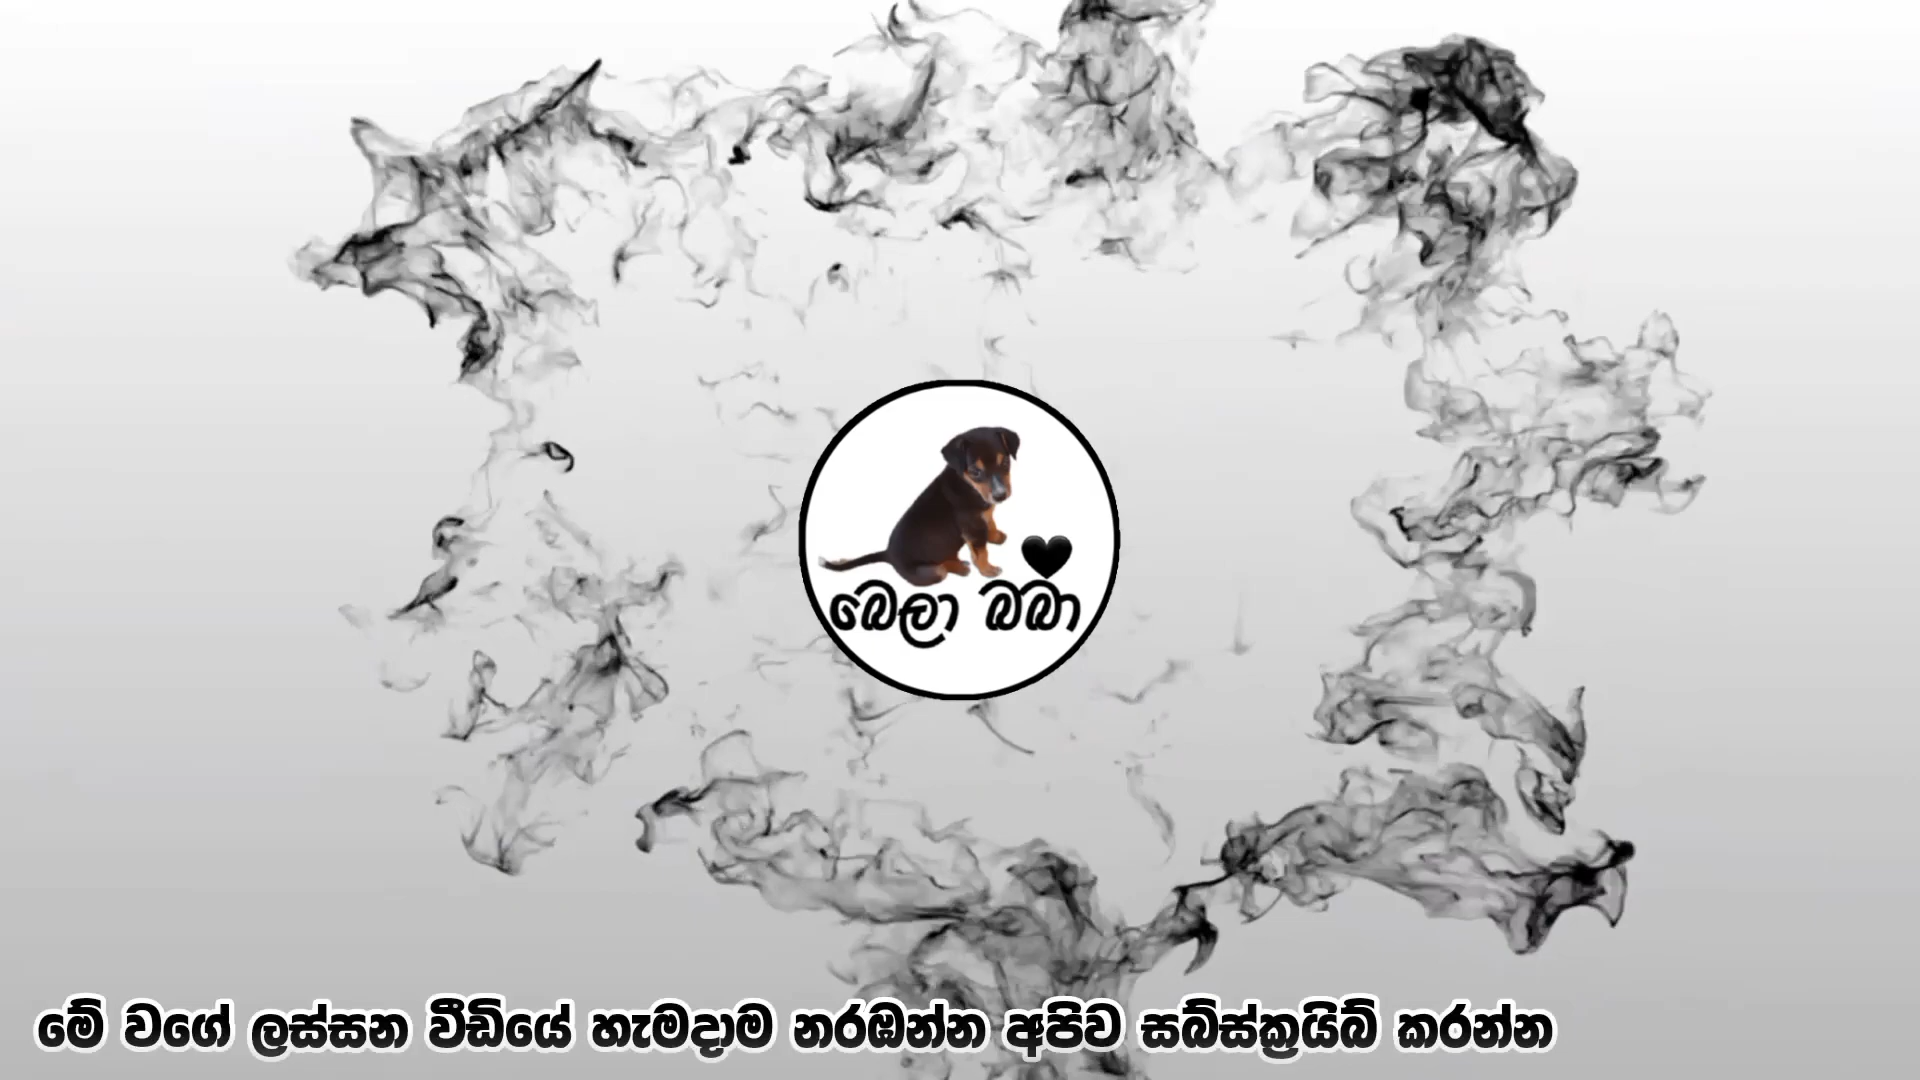 බෙලා බබා
මේ වගේ ලස්සන වීඩියේ හැමදාම නරඹන්න අපිව සබ්ස්ක්‍රයිබ් කරන්න